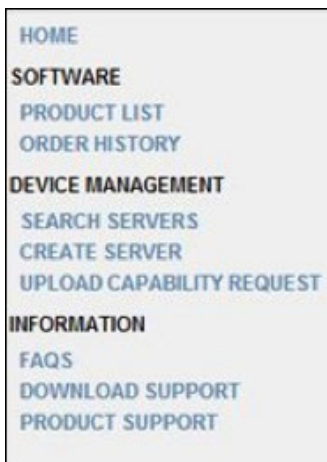 HOME
SOFTWARE
PRODUCT LIST
ORDER HISTORY
DEVICE MANAGEMENT
SEARCH SERVERS
CREATE SERVER
UPLOAD CAPABILITY REQUEST
INFORMATION
FAQS
DOWNLOAD SUPPORT
PRODUCT SUPPORT